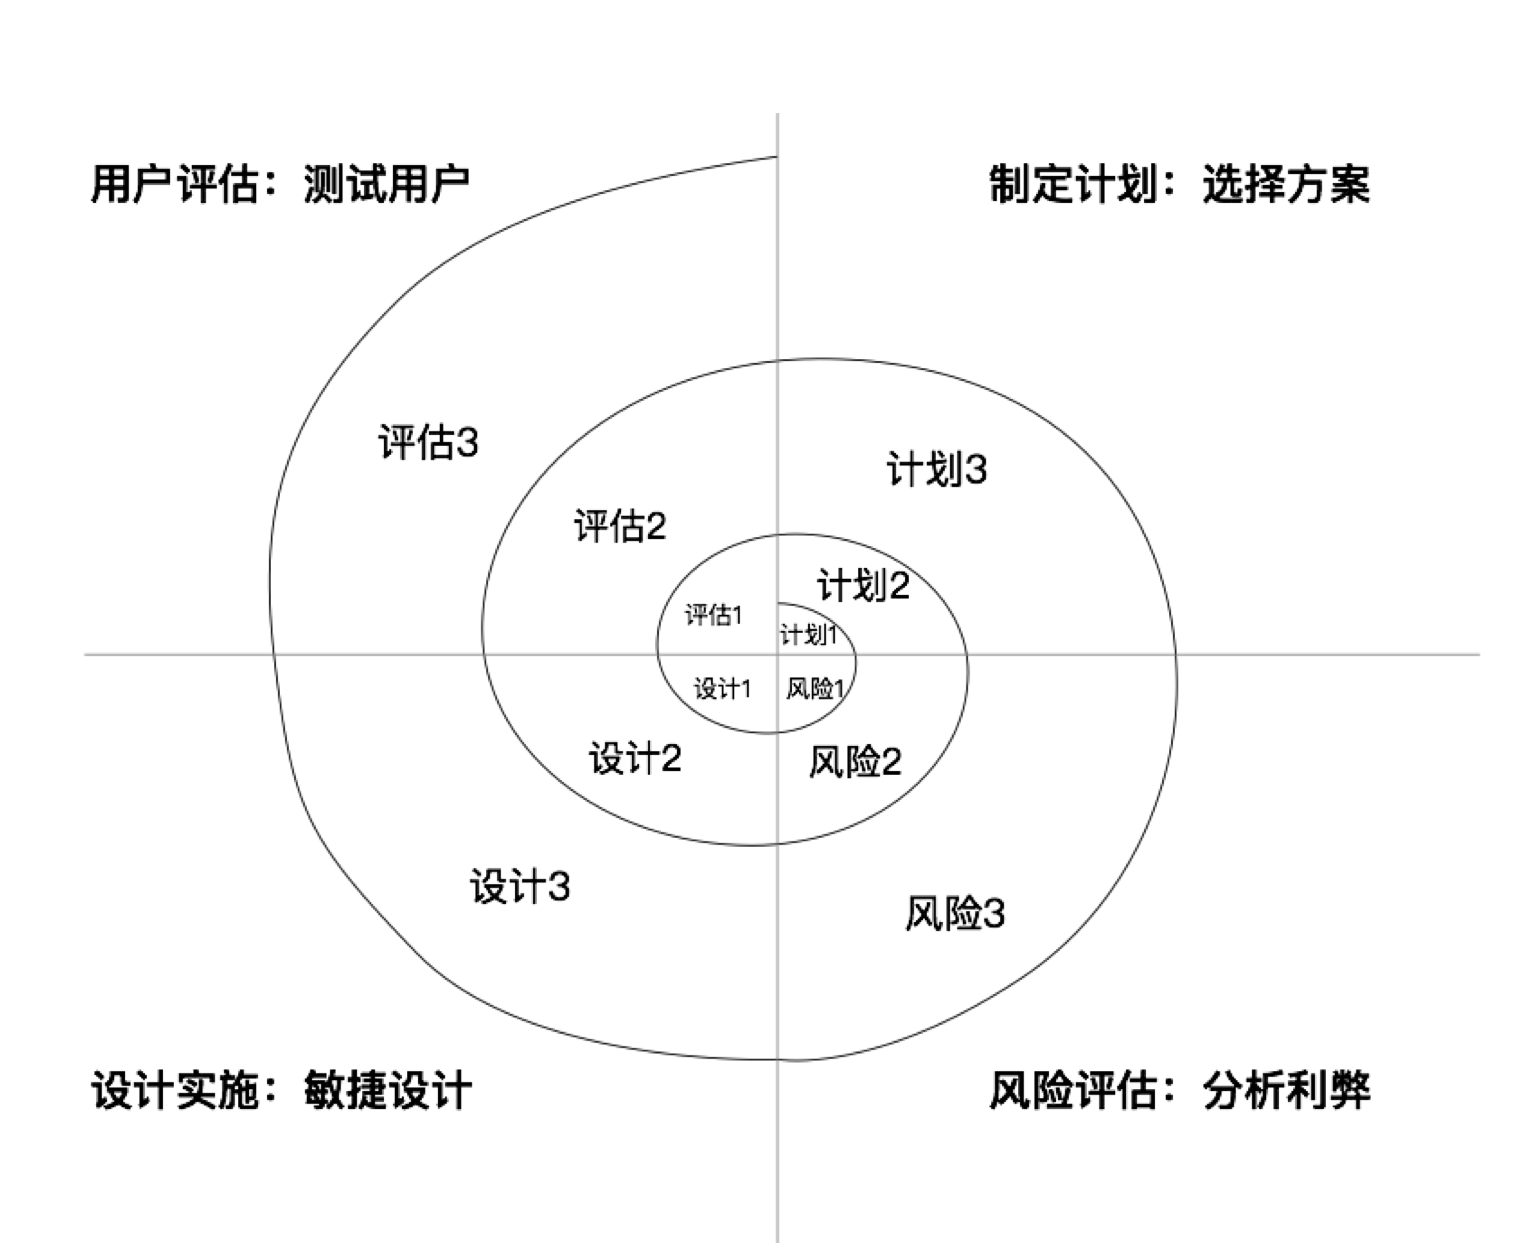 用户评估：测试用户
制定计划：选择方案
评估3
计划3
评估2
计划2
评估1
计划1
设计1
风险1
设计2
风险2
设计3
风险3
设计实施：敏捷设计
风险评估：分析利弊